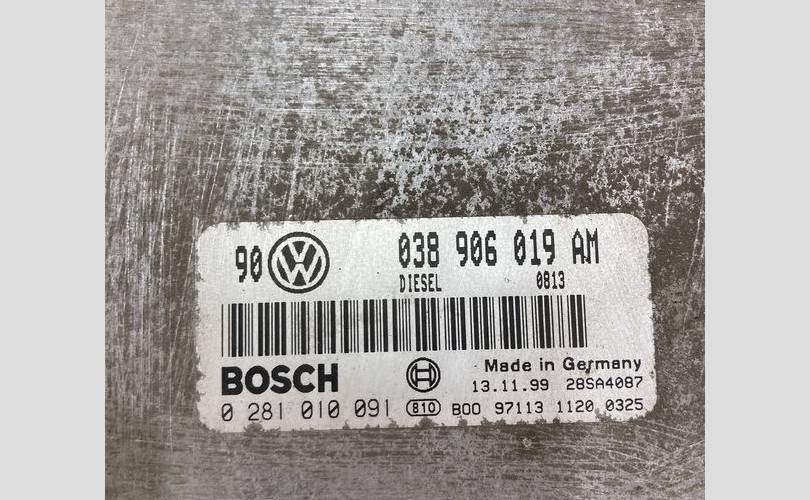 90 VW 038 906 019 AM
DIESEL 0813
BOSCH Made in Germany
13.11.99 28SA4087
0 281 010 091 810 B00 97113 1120 0325